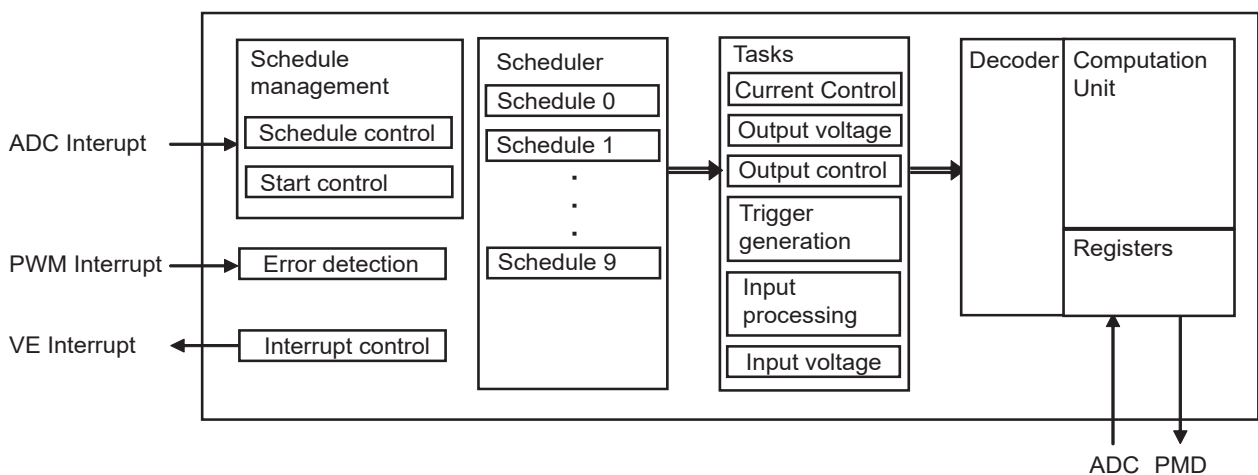 Schedule
management
Schedule control
Start control
ADC Interupt
PWM Interrupt
Error detection
VE Interrupt
Interrupt control
Scheduler
Schedule 0
Schedule 1
.
.
.
Schedule 9
Tasks
Current Control
Output voltage
Output control
Trigger
generation
Input
processing
Input voltage
Decoder
Computation
Unit
Registers
ADC
PMD